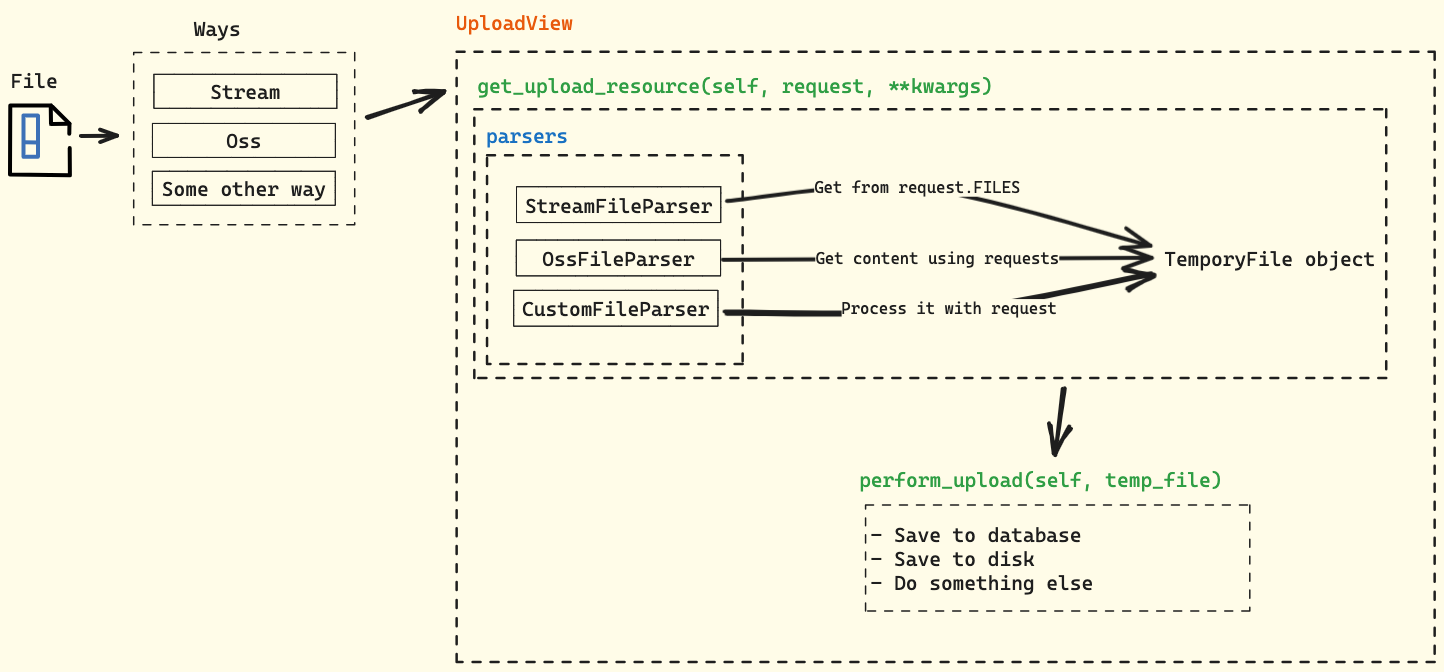 File
Ways
Stream
Oss
Some other way
UploadView
get_upload_resource(self, request, **kwargs)
parsers
StreamFileParser
OssFileParser
CustomFileParser
Get from request.FILES
Get content using requests
Process it with request
TemporyFile object
perform_upload(self, temp_file)
- Save to database
- Save to disk
- Do something else